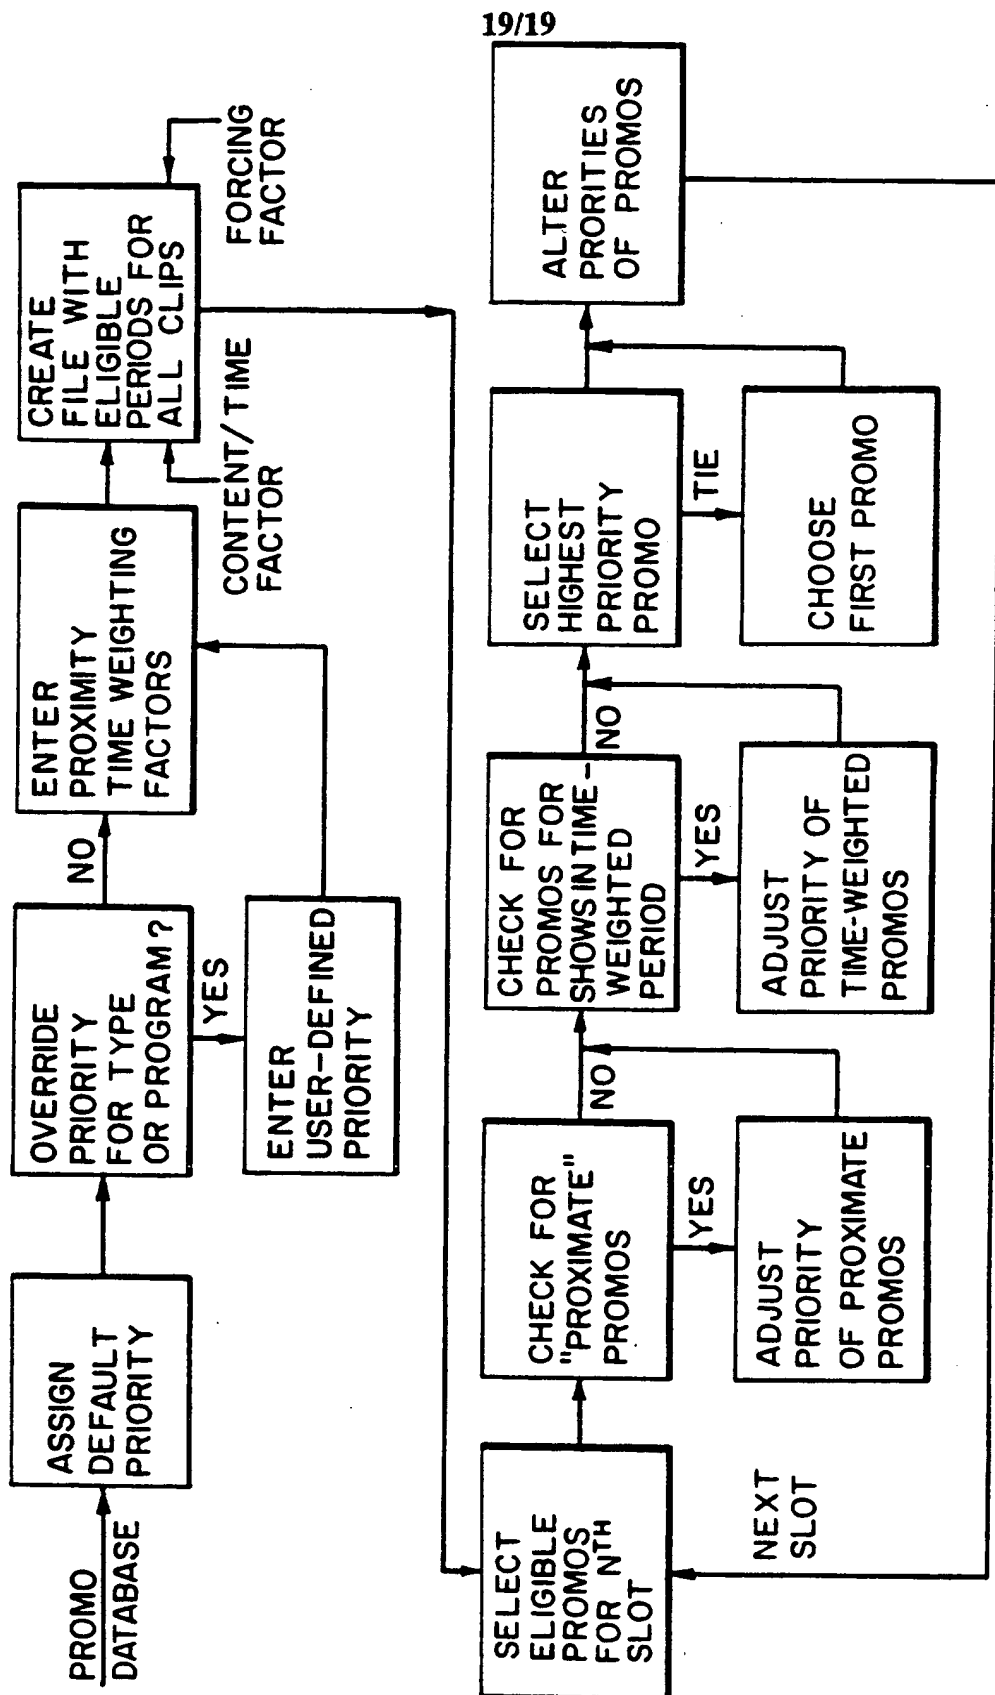 19/19
PROMO
DATABASE
ASSIGN
DEFAULT
PRIORITY
OVERRIDE
PRIORITY
FOR TYPE
OR PROGRAM?
NO
YES
ENTER
USER-DEFINED
PRIORITY
ENTER
PROXIMITY
TIME WEIGHTING
FACTORS
CREATE
FILE WITH
ELIGIBLE
PERIODS FOR
ALL CLIPS
CONTENT/TIME
FACTOR
FORCING
FACTOR
SELECT
ELIGIBLE
PROMOS
FOR NTH
SLOT
NEXT
SLOT
CHECK FOR
"PROXIMATE"
PROMOS
NO
YES
ADJUST
PRIORITY
OF PROXIMATE
PROMOS
CHECK FOR
PROMOS FOR
SHOWS IN TIME-
WEIGHTED
PERIOD
NO
YES
ADJUST
PRIORITY OF
TIME-WEIGHTED
PROMOS
SELECT
HIGHEST
PRIORITY
PROMO
TIE
CHOOSE
FIRST PROMO
ALTER
PRORITIES
OF PROMOS